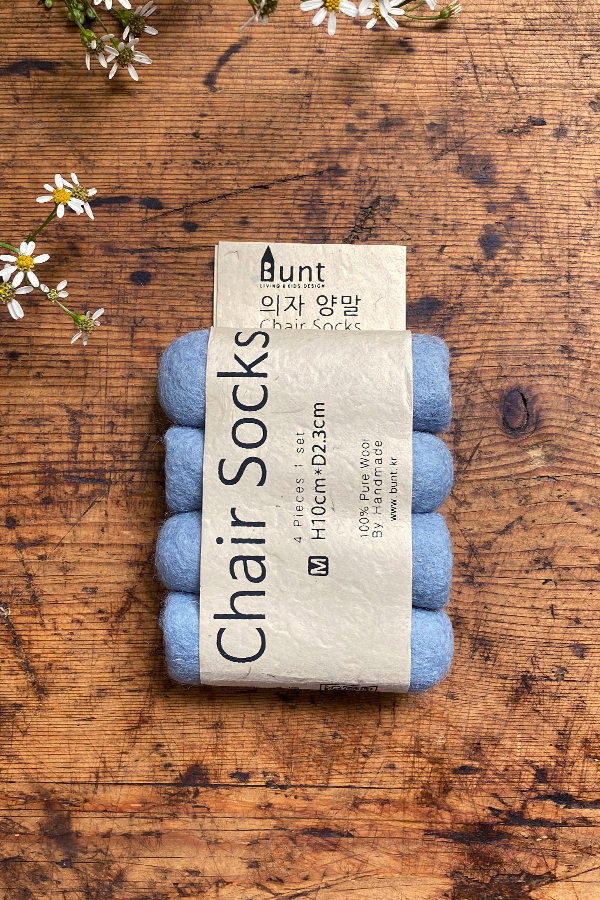 Bunt
LIVING & KIDS DESIGN
의자 양말
Chair Socks
Chair Socks
4 Pieces 1 set
M H10cm*D2.3cm
100% Pure Wool
By Handmade
www.bunt.kr